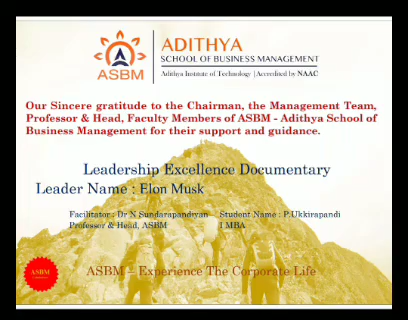 ADITHYA
SCHOOL OF BUSINESS MANAGEMENT
ASBM
Adithya Institute of Technology | Accredited by NAAC
Our Sincere gratitude to the Chairman, the Management Team,
Professor & Head, Faculty Members of ASBM - Adithya School of
Business Management for their support and guidance.
Leadership Excellence Documentary
Leader Name : Elon Musk
Facilitator : Dr N Sundarapandiyan Student Name : P.Ukkirapandi
Professor & Head, ASBM I MBA
ASBM
ASBM – Experience The Corporate Life